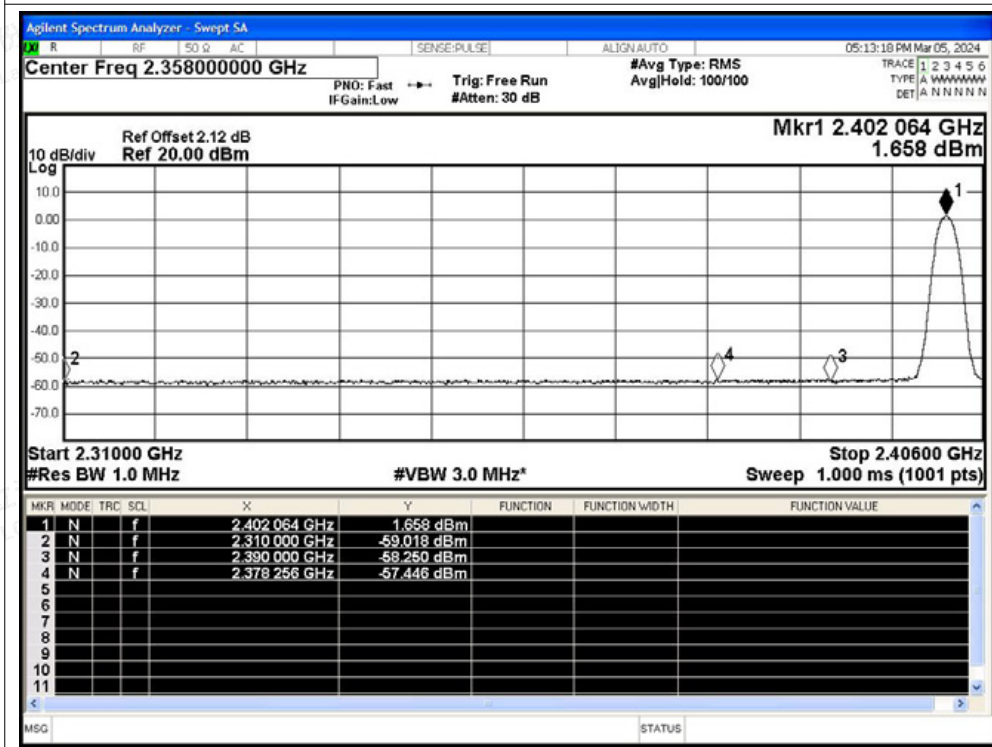 Agilent Spectrum Analyzer - Swept SA
LXI R RF 50 Ω AC SENSE:PULSE ALIGN AUTO 05:13:18 PM Mar 05, 2024
Center Freq 2.358000000 GHz
PNO: Fast
IFGain:Low
Trig: Free Run
#Atten: 30 dB
#Avg Type: RMS
Avg|Hold: 100/100
TRACE 1 2 3 4 5 6
TYPE A WWWWW
DET A N N N N N
Mkr1 2.402 064 GHz
1.658 dBm
Ref Offset 2.12 dB
10 dB/div Ref 20.00 dBm
Log
10.0
0.00
-10.0
-20.0
-30.0
-40.0
-50.0
-60.0
-70.0
1
2
4
3
Start 2.31000 GHz Stop 2.40600 GHz
#Res BW 1.0 MHz #VBW 3.0 MHz* Sweep 1.000 ms (1001 pts)
MKR MODE TRC SCL X Y FUNCTION FUNCTION WIDTH FUNCTION VALUE
1 N f 2.402 064 GHz 1.658 dBm
2 N f 2.310 000 GHz -59.018 dBm
3 N f 2.390 000 GHz -58.250 dBm
4 N f 2.378 256 GHz -57.446 dBm
5
6
7
8
9
10
11
MSG STATUS